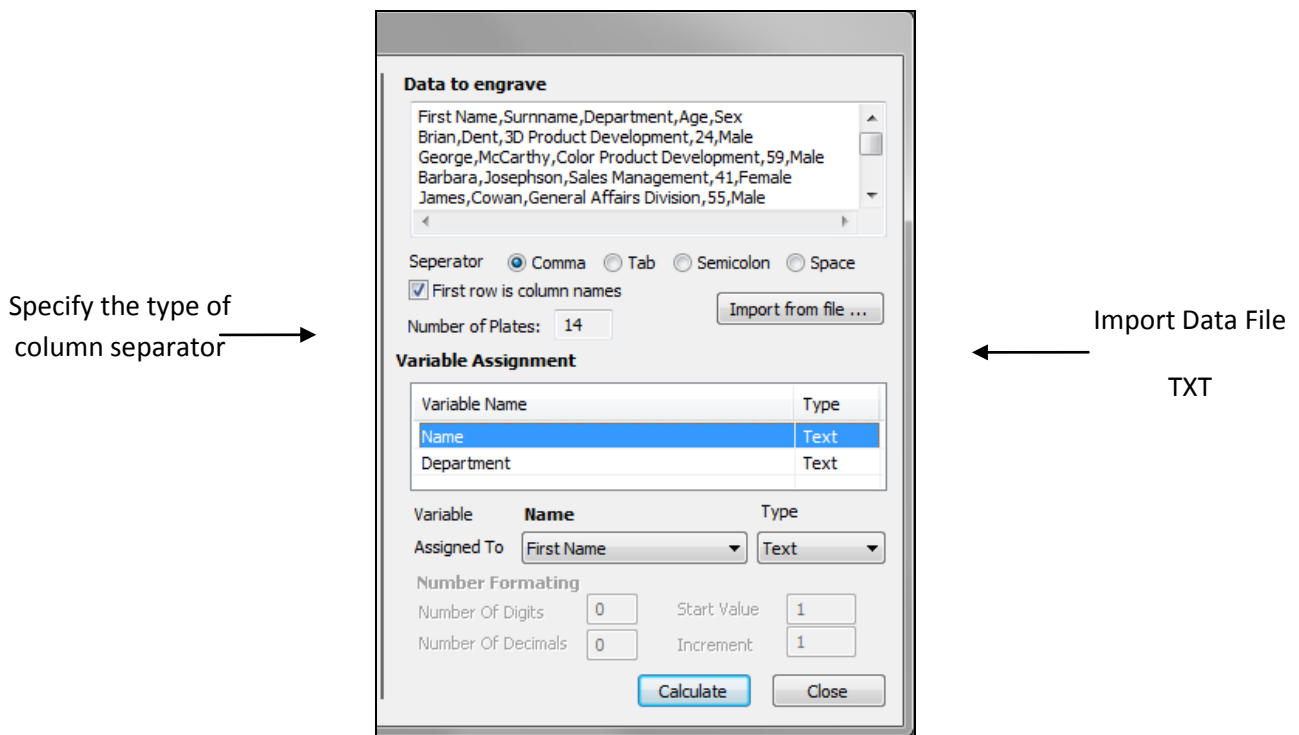 Data to engrave
First Name,Surnname,Department,Age,Sex
Brian,Dent,3D Product Development,24,Male
George,McCarthy,Color Product Development,59,Male
Barbara,Josephson,Sales Management,41,Female
James,Cowan,General Affairs Division,55,Male
Seperator Comma Tab Semicolon Space
First row is column names
Import from file ...
Number of Plates: 14
Specify the type of
column separator
Import Data File
TXT
Variable Assignment
Variable Name Type
Name Text
Department Text
Variable Name Type
Assigned To First Name Text
Number Formating
Number Of Digits 0 Start Value 1
Number Of Decimals 0 Increment 1
Calculate Close